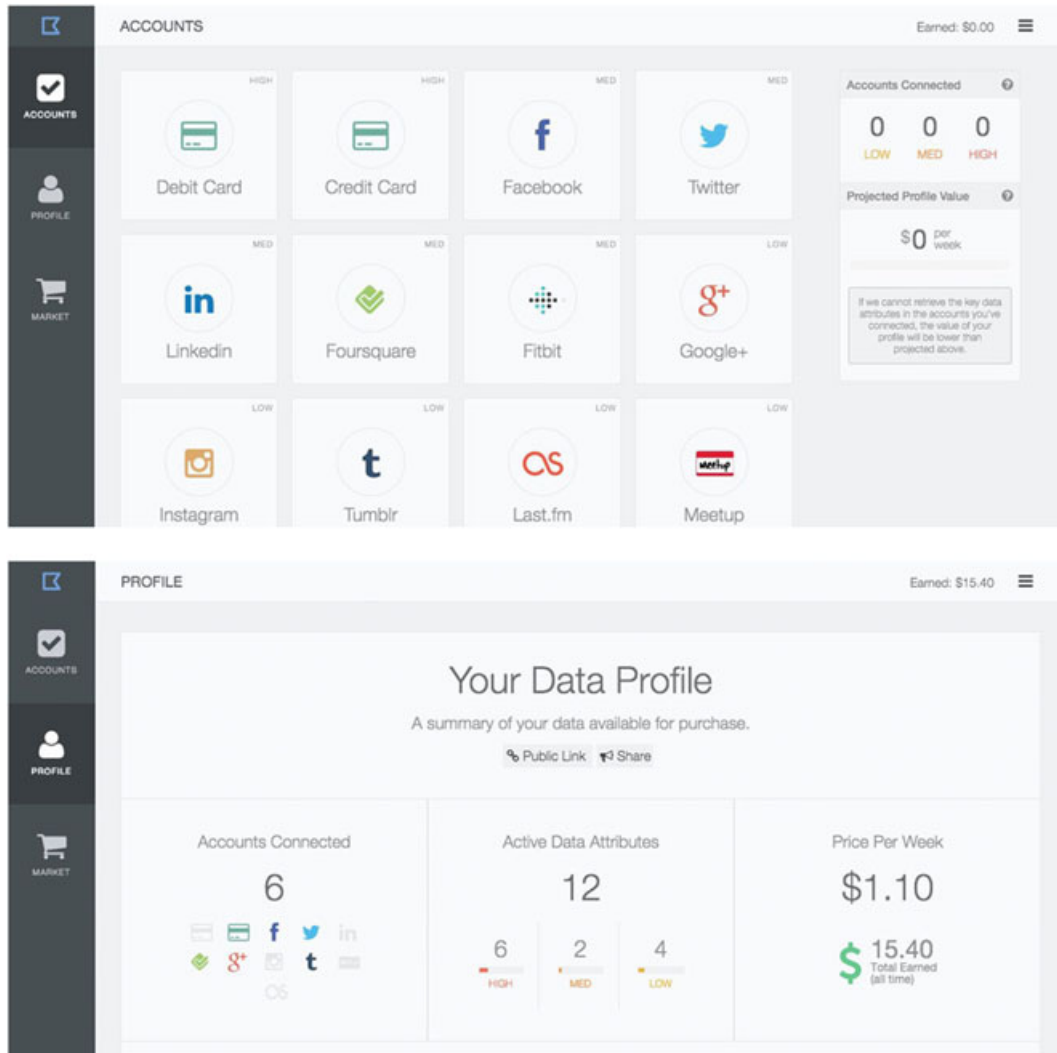 ACCOUNTS
Earned: $0.00
ACCOUNTS
PROFILE
MARKET
HIGH
HIGH
MED
MED
Debit Card
Credit Card
f
Facebook
Twitter
MED
MED
MED
LOW
in
g+
Linkedin
Foursquare
Fitbit
Google+
LOW
LOW
LOW
LOW
t
Meetup
Instagram
Tumblr
Last.fm
Meetup
Accounts Connected ?
0 0 0
LOW MED HIGH
Projected Profile Value ?
$0 per week
If we cannot retrieve the key data
attributes in the accounts you've
connected, the value of your
profile will be lower than
projected above.
PROFILE
Earned: $15.40
ACCOUNTS
PROFILE
MARKET
Your Data Profile
A summary of your data available for purchase.
Public Link Share
Accounts Connected
6
f in
g+ t
Active Data Attributes
12
6 2 4
HIGH MED LOW
Price Per Week
$1.10
$ 15.40
Total Earned
(all time)